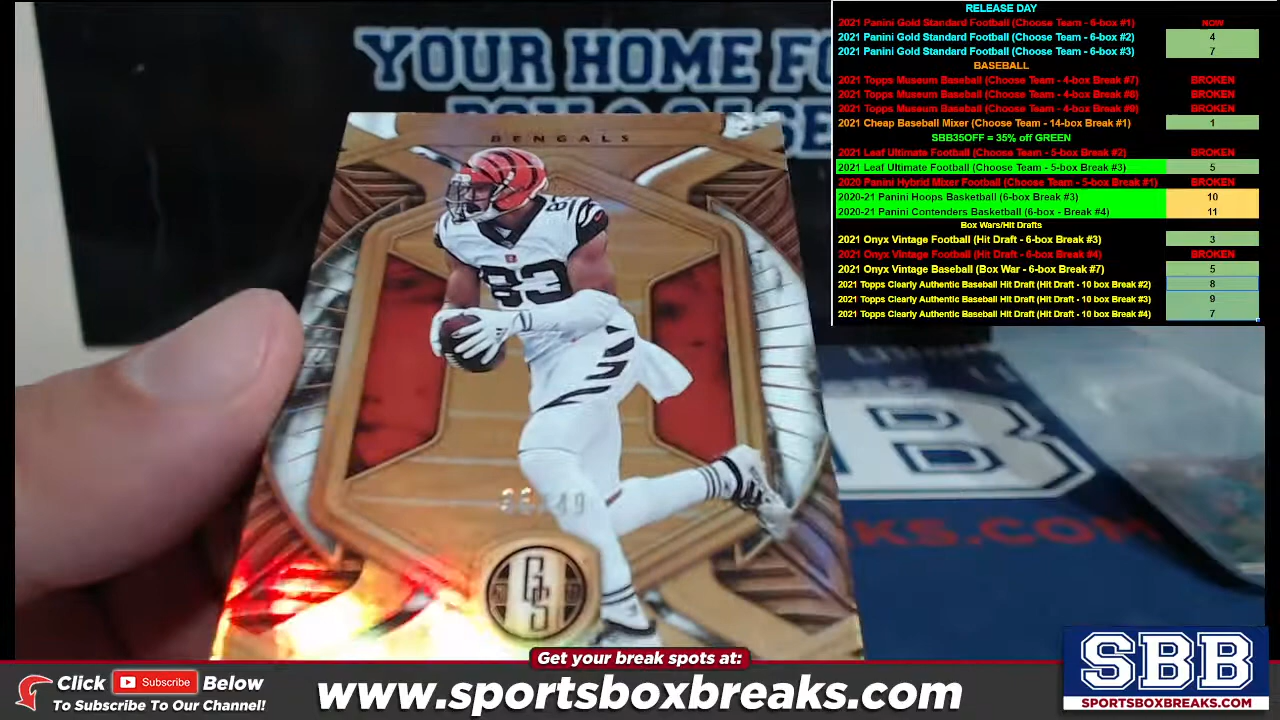 YOUR HOME FO
BENGALS
83
GS
B
KS.COM
RELEASE DAY
2021 Panini Gold Standard Football (Choose Team - 6-box #1) NOW
2021 Panini Gold Standard Football (Choose Team - 6-box #2) 4
2021 Panini Gold Standard Football (Choose Team - 6-box #3) 7
BASEBALL
2021 Topps Museum Baseball (Choose Team - 4-box Break #7) BROKEN
2021 Topps Museum Baseball (Choose Team - 4-box Break #8) BROKEN
2021 Topps Museum Baseball (Choose Team - 4-box Break #9) BROKEN
2021 Cheap Baseball Mixer (Choose Team - 14-box Break #1) 1
SBB35OFF = 35% off GREEN
2021 Leaf Ultimate Football (Choose Team - 5-box Break #2) BROKEN
2021 Leaf Ultimate Football (Choose Team - 5-box Break #3) 5
2020 Panini Hybrid Mixer Football (Choose Team - 5-box Break #1) BROKEN
2020-21 Panini Hoops Basketball (6-box Break #3) 10
2020-21 Panini Contenders Basketball (6-box - Break #4) 11
Box Wars/Hit Drafts
2021 Onyx Vintage Football (Hit Draft - 6-box Break #3) 3
2021 Onyx Vintage Football (Hit Draft - 6-box Break #4) BROKEN
2021 Onyx Vintage Baseball (Box War - 6-box Break #7) 5
2021 Topps Clearly Authentic Baseball Hit Draft (Hit Draft - 10 box Break #2) 8
2021 Topps Clearly Authentic Baseball Hit Draft (Hit Draft - 10 box Break #3) 9
2021 Topps Clearly Authentic Baseball Hit Draft (Hit Draft - 10 box Break #4) 7
Get your break spots at:
Click Subscribe Below
To Subscribe To Our Channel!
www.sportsboxbreaks.com
SBB
SPORTSBOXBREAKS.COM